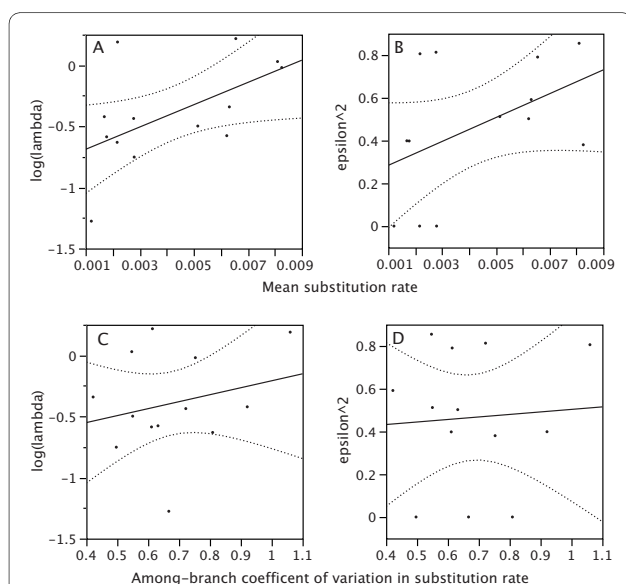 A
B
0
−0.5
−1
−1.5
log(lambda)
0.8
0.6
0.4
0.2
0
epsilon^2
0.001 0.003 0.005 0.007 0.009
0.001 0.003 0.005 0.007 0.009
Mean substitution rate
C
D
0
−0.5
−1
−1.5
log(lambda)
0.8
0.6
0.4
0.2
0
epsilon^2
0.4 0.5 0.6 0.7 0.8 0.9 1 1.1
0.4 0.5 0.6 0.7 0.8 0.9 1 1.1
Among-branch coefficent of variation in substitution rate